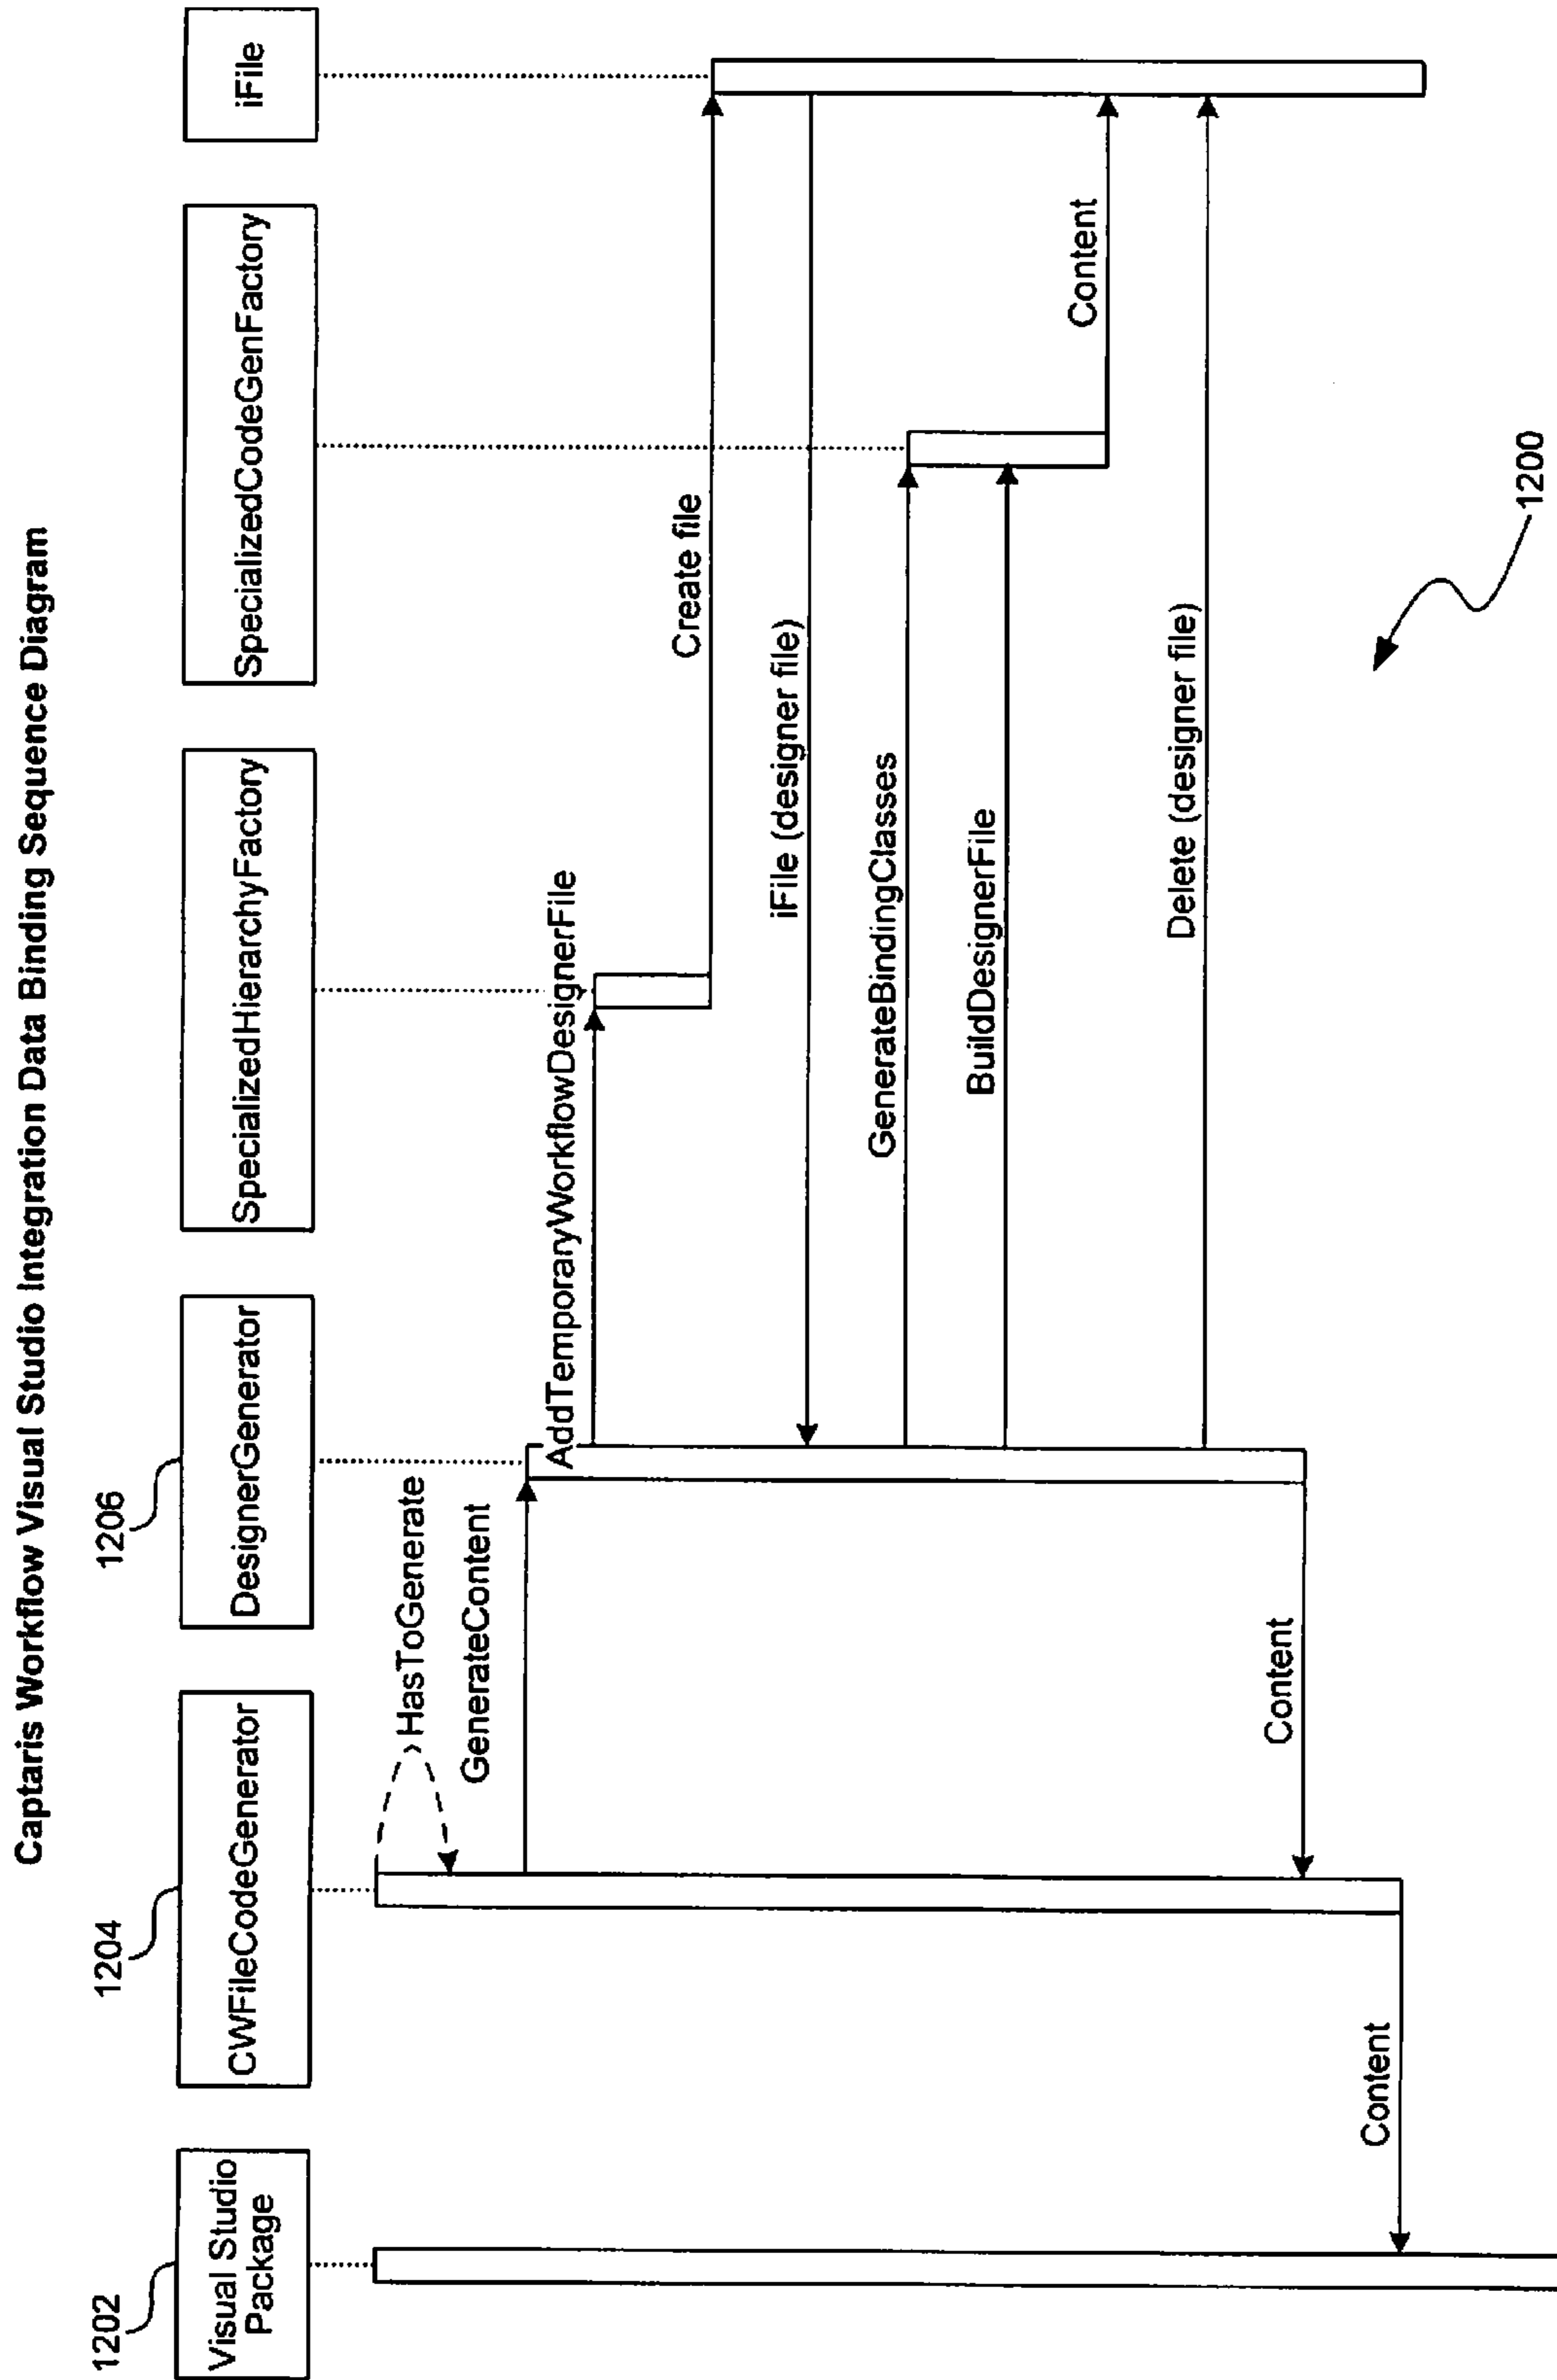 Captaris Workflow Visual Studio Integration Data Binding Sequence Diagram
1202
Visual Studio
Package
1204
CWFileCodeGenerator
1206
DesignerGenerator
SpecializedHierarchyFactory
SpecializedCodeGenFactory
iFile
HasToGenerate
GenerateContent
AddTemporaryWorkflowDesignerFile
Create file
iFile (designer file)
GenerateBindingClasses
BuildDesignerFile
Content
Delete (designer file)
Content
Content
1200